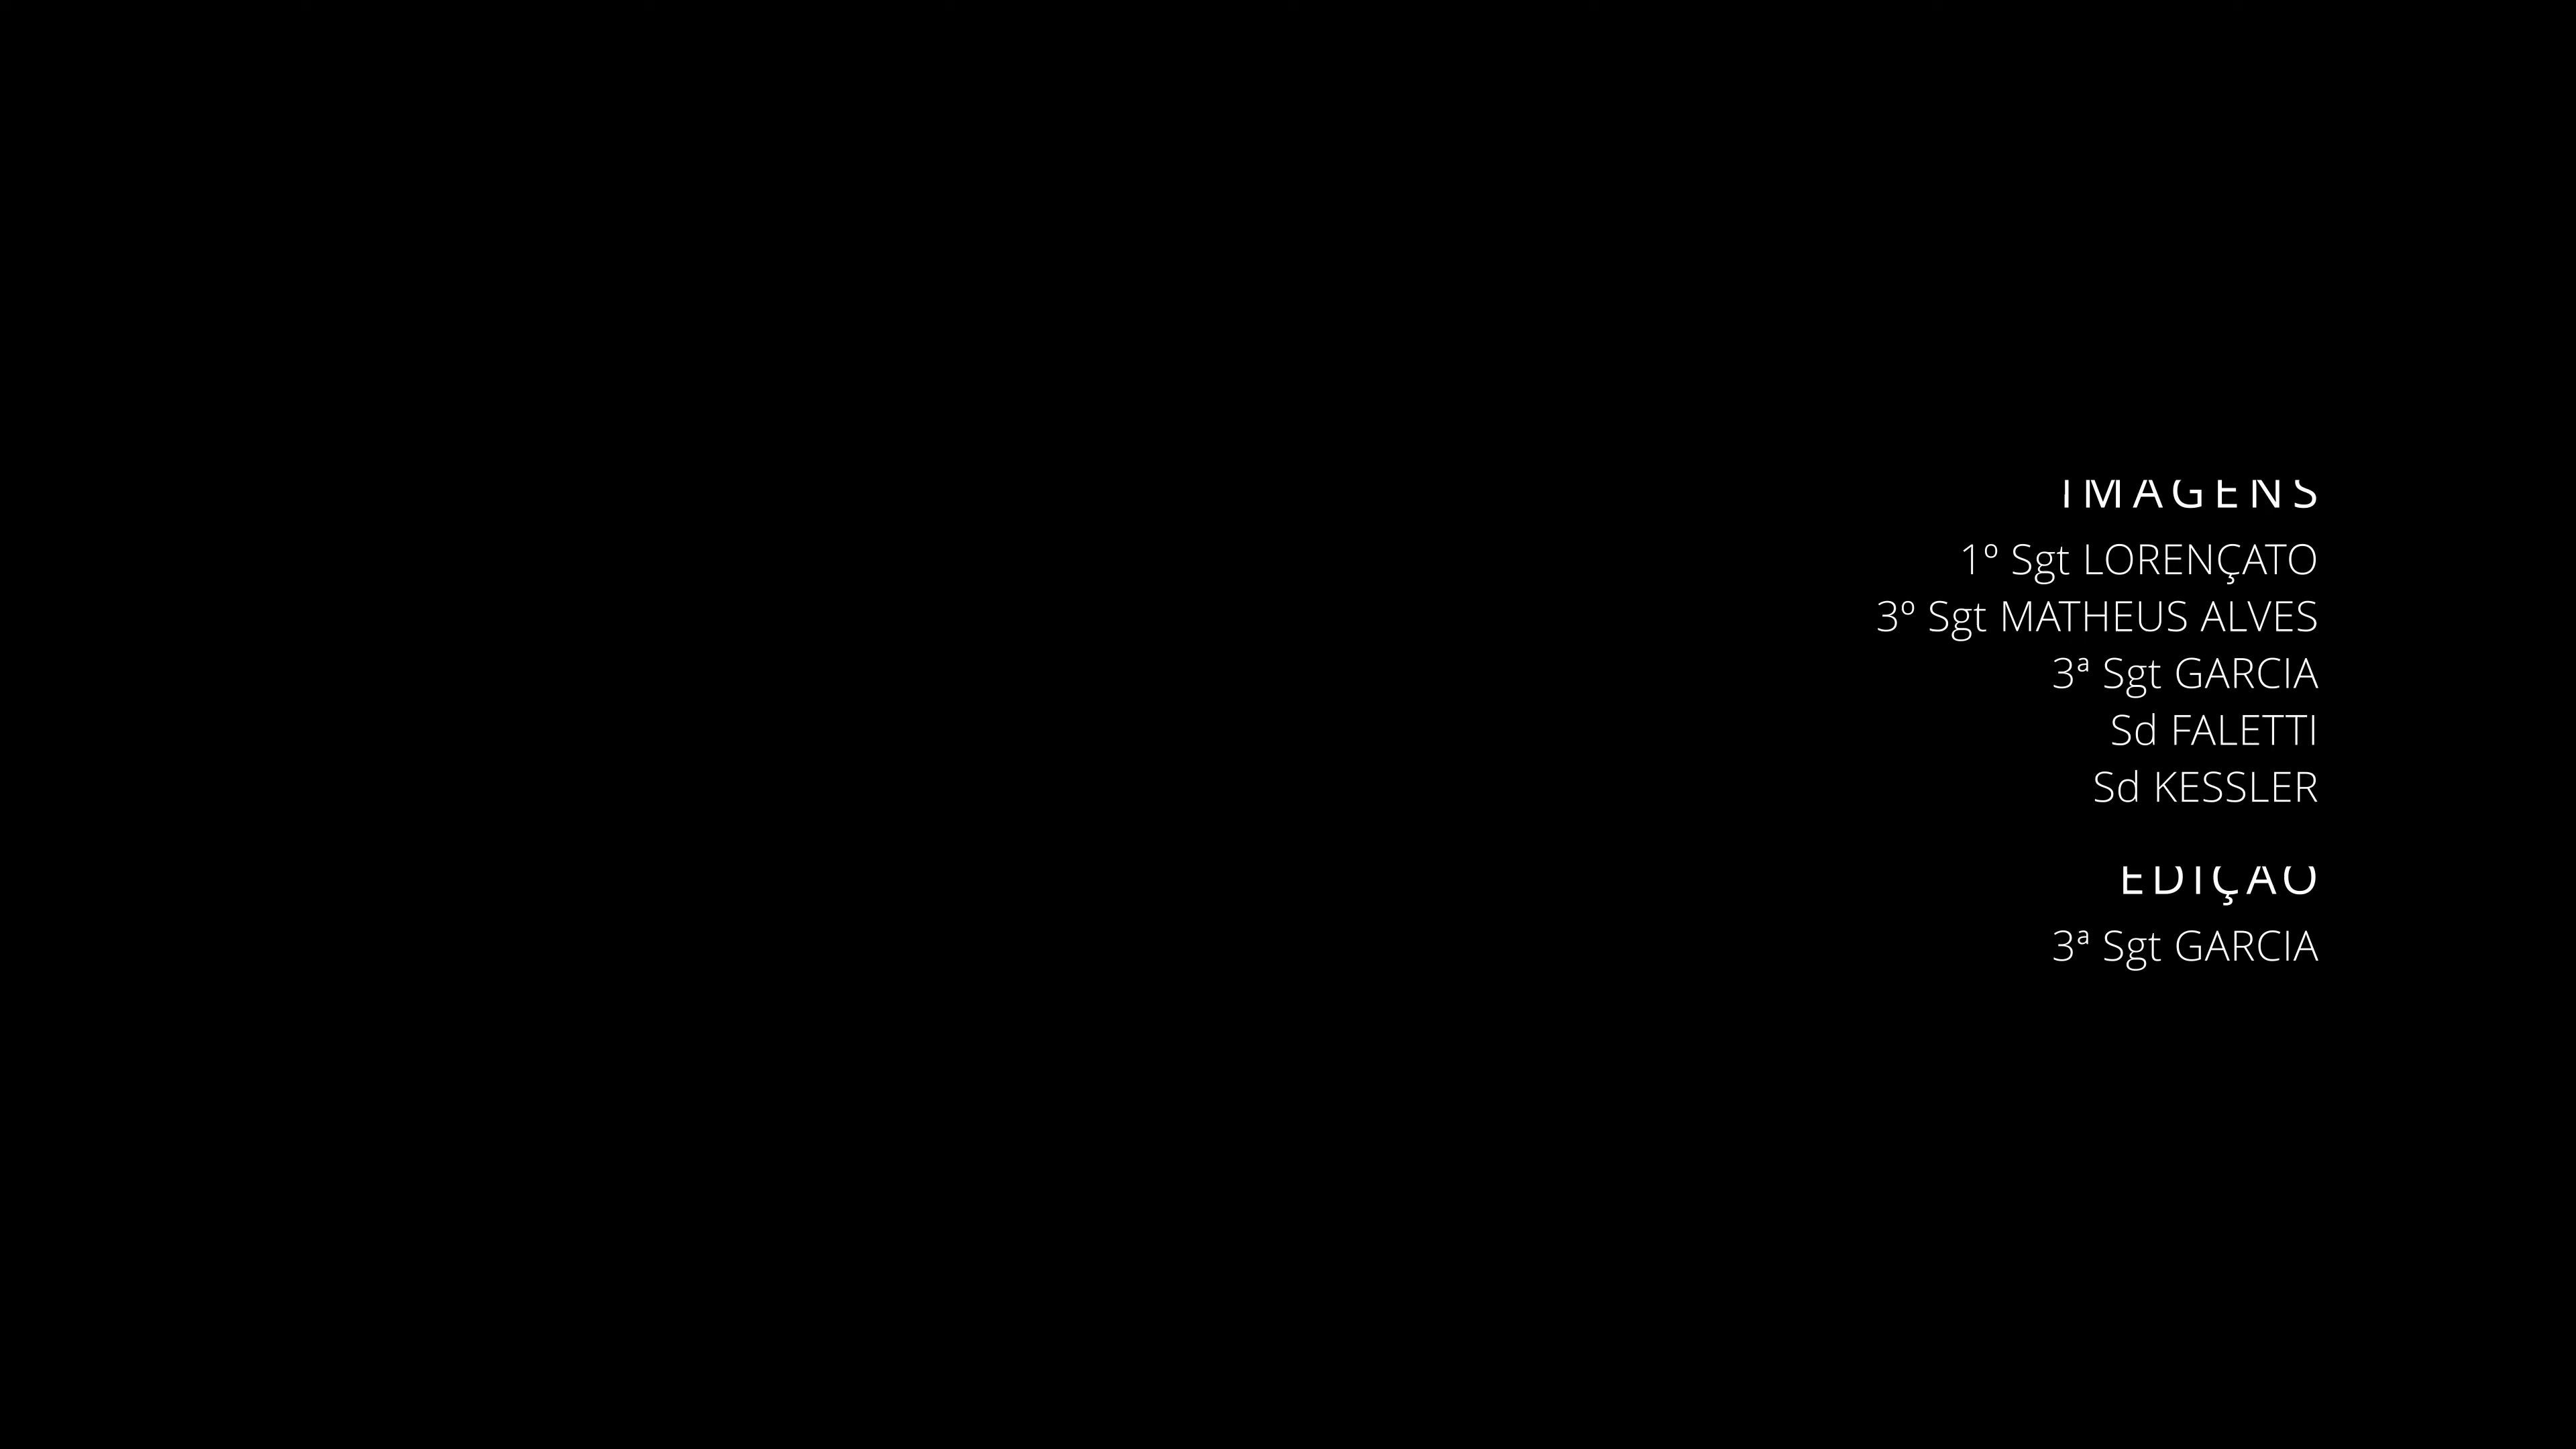 IMAGENS
1º Sgt LORENÇATO
3º Sgt MATHEUS ALVES
3ª Sgt GARCIA
Sd FALETTI
Sd KESSLER
EDIÇÃO
3ª Sgt GARCIA